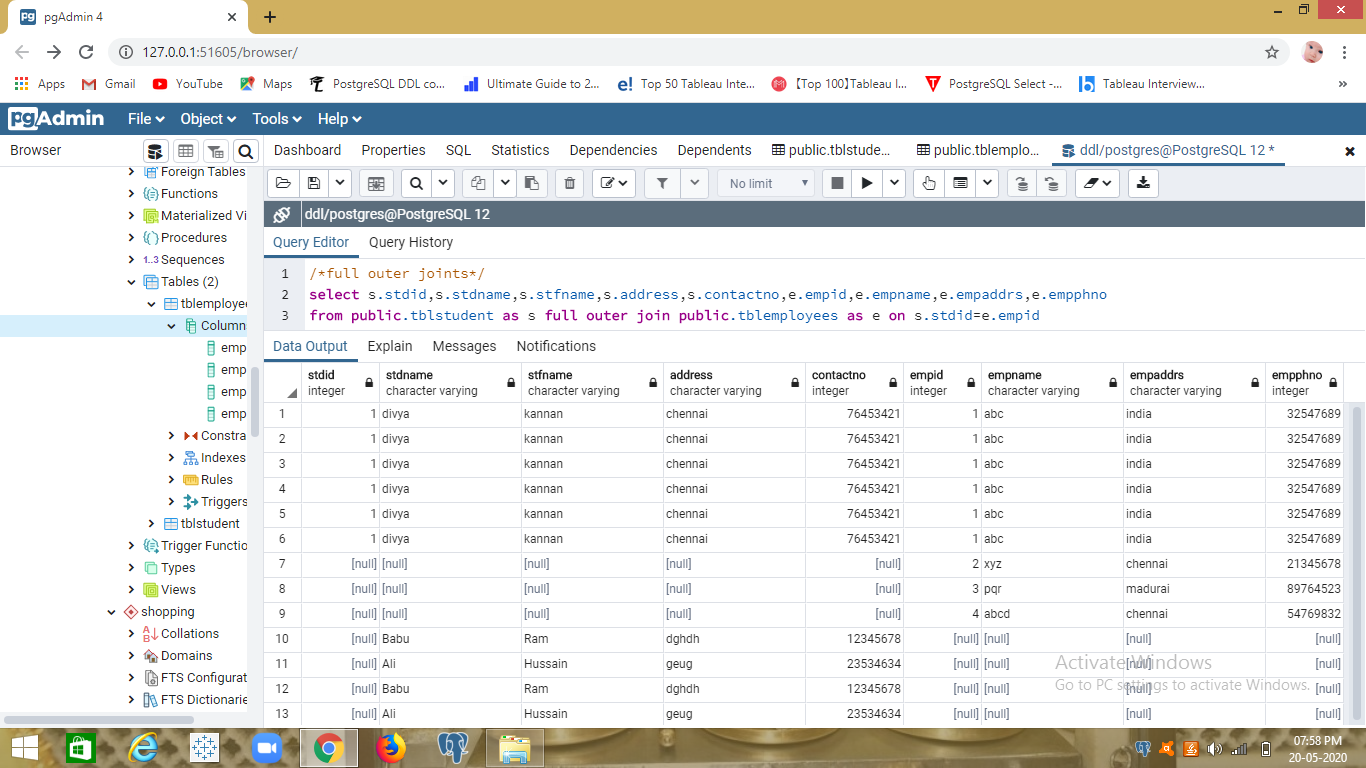 pgAdmin 4
127.0.0.1:51605/browser/
Apps Gmail YouTube Maps PostgreSQL DDL co... Ultimate Guide to 2... Top 50 Tableau Inte... 【Top 100】Tableau I... PostgreSQL Select -... Tableau Interview... »
pgAdmin File Object Tools Help
Browser
Dashboard Properties SQL Statistics Dependencies Dependents public.tblstude... public.tblemplo... ddl/postgres@PostgreSQL 12 *
Foreign Tables
Functions
Materialized Vi
Procedures
1..3 Sequences
Tables (2)
tblemployee
Column
emp
emp
emp
emp
Constra
Indexes
Rules
Triggers
tblstudent
Trigger Functio
Types
Views
shopping
Collations
Domains
FTS Configurat
FTS Dictionarie
No limit
ddl/postgres@PostgreSQL 12
Query Editor Query History
1 /*full outer joints*/
2 select s.stdid,s.stdname,s.stfname,s.address,s.contactno,e.empid,e.empname,e.empaddrs,e.empphno
3 from public.tblstudent as s full outer join public.tblemployees as e on s.stdid=e.empid
Data Output Explain Messages Notifications
stdid stdname stfname address contactno empid empname empaddrs empphno
integer character varying character varying character varying integer integer character varying character varying integer
1 1 divya kannan chennai 76453421 1 abc india 32547689
2 1 divya kannan chennai 76453421 1 abc india 32547689
3 1 divya kannan chennai 76453421 1 abc india 32547689
4 1 divya kannan chennai 76453421 1 abc india 32547689
5 1 divya kannan chennai 76453421 1 abc india 32547689
6 1 divya kannan chennai 76453421 1 abc india 32547689
7 [null] [null] [null] [null] [null] 2 xyz chennai 21345678
8 [null] [null] [null] [null] [null] 3 pqr madurai 89764523
9 [null] [null] [null] [null] [null] 4 abcd chennai 54769832
10 [null] Babu Ram dghdh 12345678 [null] [null] [null] [null]
11 [null] Ali Hussain geug 23534634 [null] [null] [null] [null]
12 [null] Babu Ram dghdh 12345678 [null] [null] [null] [null]
13 [null] Ali Hussain geug 23534634 [null] [null] [null] [null]
Activate Windows
Go to PC settings to activate Windows.
07:58 PM
20-05-2020